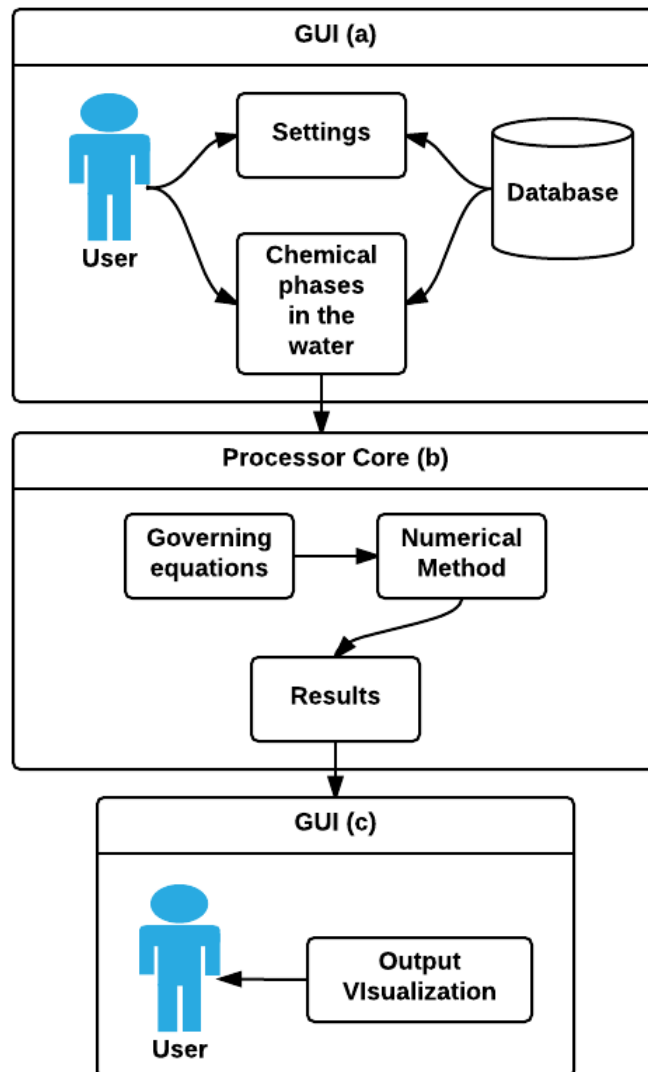 GUI (a)
Settings
Database
User
Chemical
phases
in the
water
Processor Core (b)
Governing
equations
Numerical
Method
Results
GUI (c)
Output
VIsualization
User